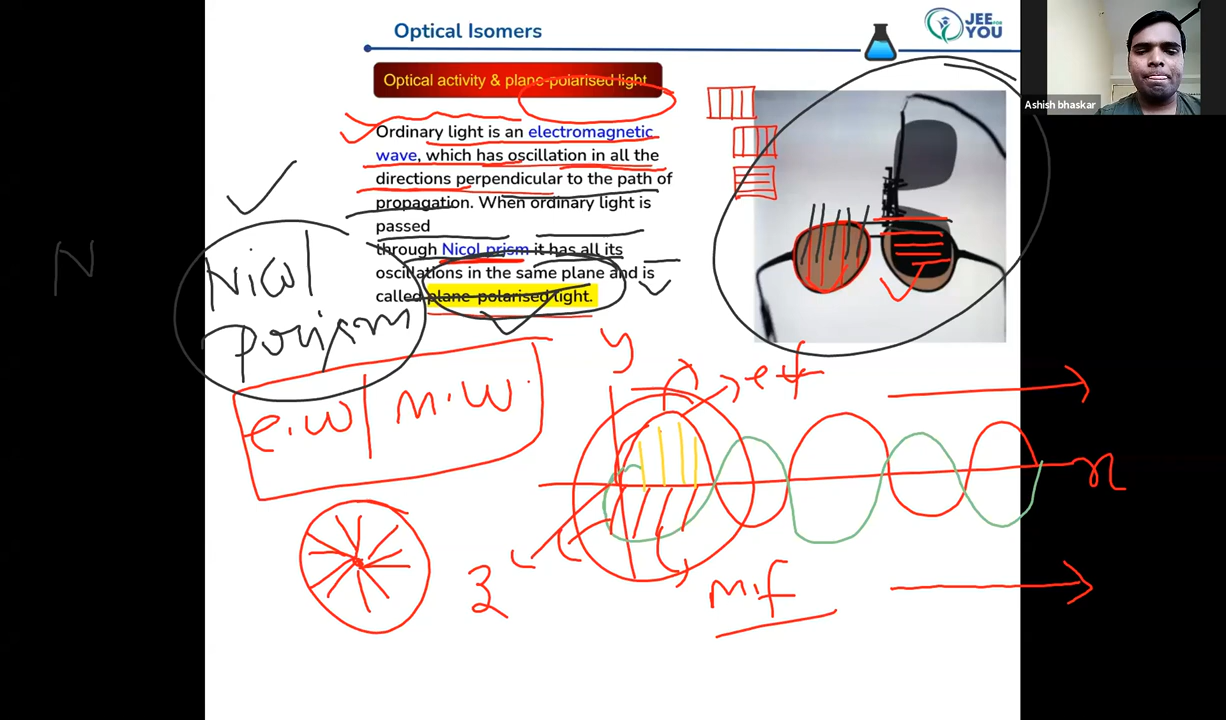 Optical Isomers
JEE
FOR
YOU
Ashish bhaskar
Optical activity & plane-polarised light
Ordinary light is an electromagnetic
wave, which has oscillation in all the
directions perpendicular to the path of
propagation. When ordinary light is
passed
through Nicol prism it has all its
oscillations in the same plane and is
called plane-polarised light.
N
Nicol
prism
y
e.f
e.w/ m.w.
x
z
m.f